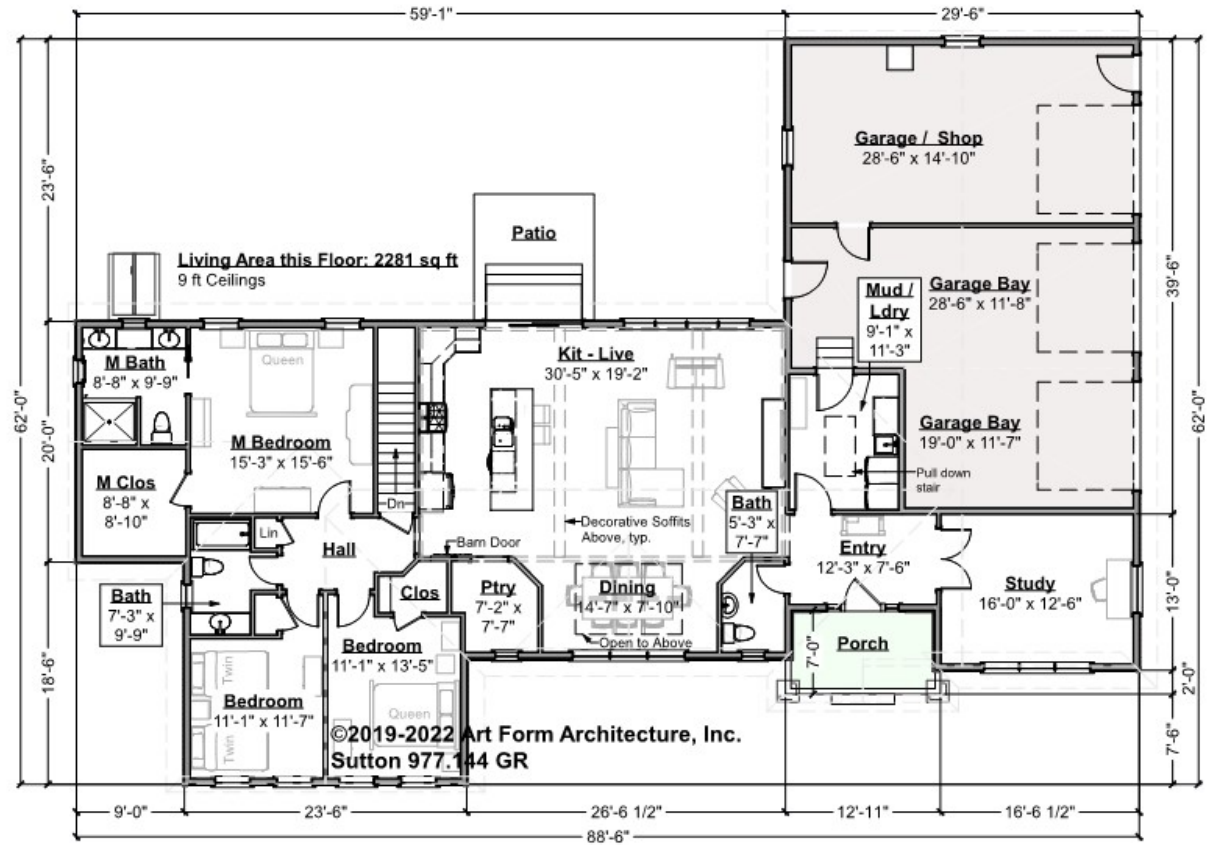 59'-1"
29'-6"
23'-6"
62'-0"
20'-0"
18'-6"
39'-6"
62'-0"
13'-0"
2'-0"
7'-6"
Garage / Shop
28'-6" x 14'-10"
Patio
Living Area this Floor: 2281 sq ft
9 ft Ceilings
Garage Bay
28'-6" x 11'-8"
Mud /
Ldry
9'-1" x
11'-3"
M Bath
8'-8" x 9'-9"
Queen
Kit - Live
30'-5" x 19'-2"
M Bedroom
15'-3" x 15'-6"
Garage Bay
19'-0" x 11'-7"
Pull down
stair
M Clos
8'-8" x
8'-10"
Dn
Bath
5'-3" x
7'-7"
Decorative Soffits
Above, typ.
Lin
Hall
Barn Door
Entry
12'-3" x 7'-6"
Bath
7'-3" x
9'-9"
Clos
Ptry
7'-2" x
7'-7"
Dining
14'-7" x 7'-10"
Open to Above
Study
16'-0" x 12'-6"
Porch
7'-0"
Bedroom
11'-1" x 13'-5"
Twin
Bedroom
11'-1" x 11'-7"
Queen
Twin
©2019-2022 Art Form Architecture, Inc.
Sutton 977.144 GR
9'-0"
23'-6"
26'-6 1/2"
12'-11"
16'-6 1/2"
88'-6"